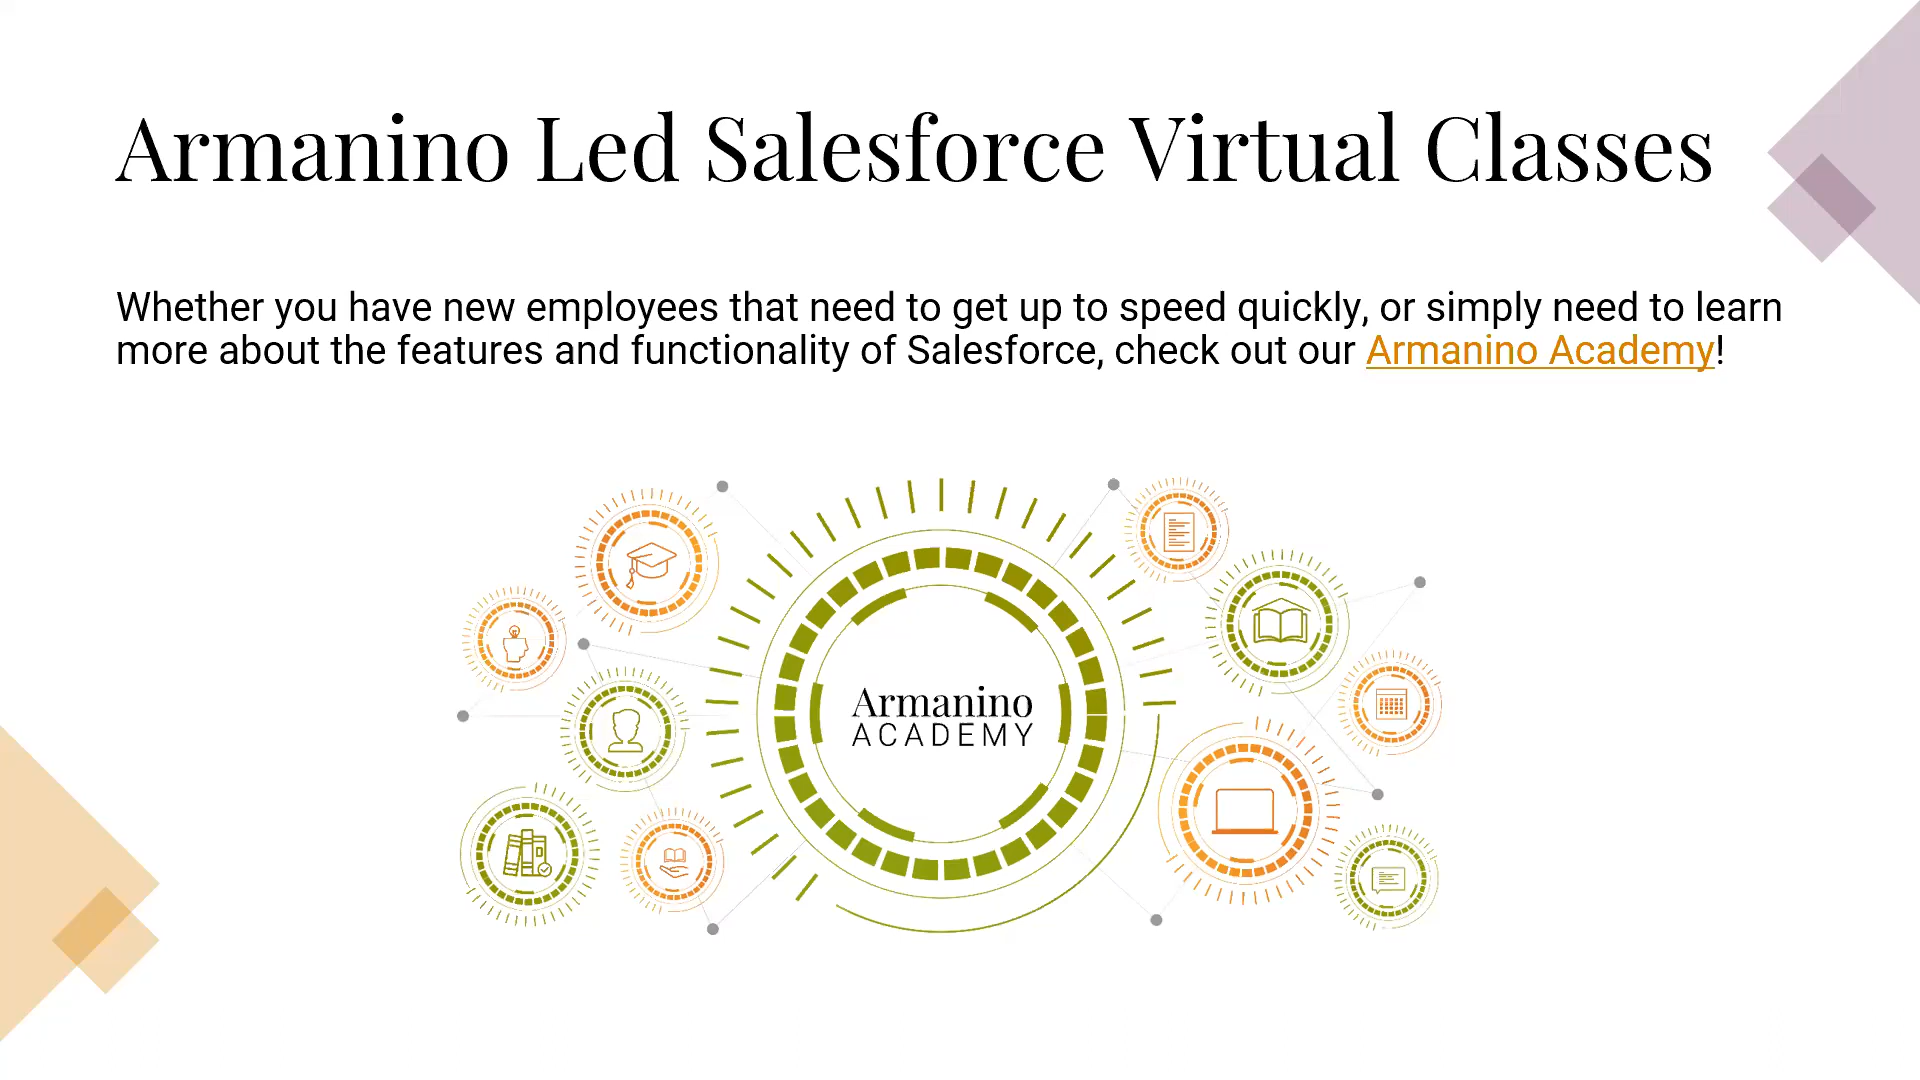 Armanino Led Salesforce Virtual Classes
Whether you have new employees that need to get up to speed quickly, or simply need to learn
more about the features and functionality of Salesforce, check out our Armanino Academy!
Armanino
ACADEMY